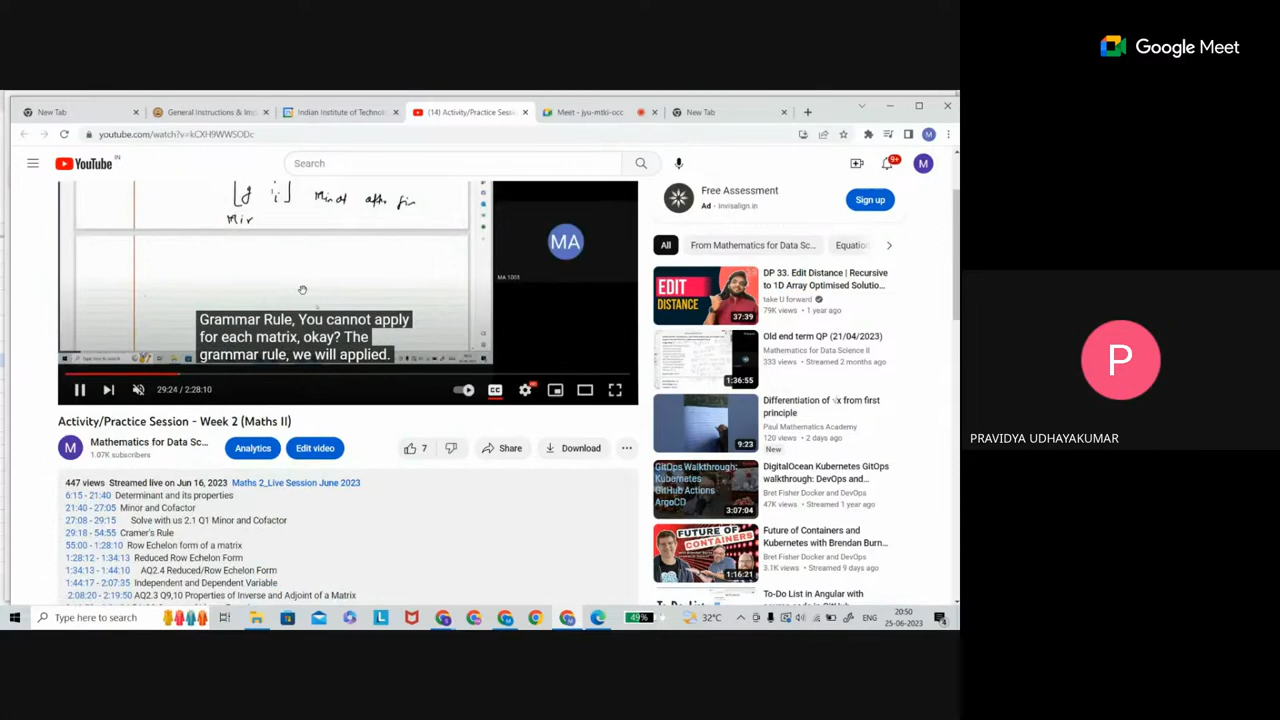 Google Meet
New Tab
General Instructions & Imp
Indian Institute of Technol
(14) Activity/Practice Sessi
Meet - jyu-mtki-occ
New Tab
youtube.com/watch?v=kCXH9WWSODc
YouTube IN
Search
9+
M
Minor
MA
MA 1003
Grammar Rule, You cannot apply
for each matrix, okay? The
grammar rule, we will applied.
29:24 / 2:28:10
Activity/Practice Session - Week 2 (Maths II)
M
Mathematics for Data Sc...
1.07K subscribers
Analytics
Edit video
7
Share
Download
447 views Streamed live on Jun 16, 2023 Maths 2_Live Session June 2023
6:15 - 21:40 Determinant and its properties
21:40 - 27:05 Minor and Cofactor
27:08 - 29:15 Solve with us 2.1 Q1 Minor and Cofactor
29:18 - 54:55 Cramer's Rule
55:00 - 1:28:10 Row Echelon form of a matrix
1:28:12 - 1:34:13 Reduced Row Echelon Form
1:34:13 - 1:44:10 AQ2.4 Reduced/Row Echelon Form
1:44:17 - 2:07:35 Independent and Dependent Variable
2:08:20 - 2:19:50 AQ2.3 Q9,10 Properties of Inverse and Adjoint of a Matrix
Free Assessment
Ad · invisalign.in
Sign up
All
From Mathematics for Data Sc...
Equation
EDIT
DISTANCE
37:39
DP 33. Edit Distance | Recursive
to 1D Array Optimised Solutio...
take U forward
79K views · 1 year ago
1:36:55
Old end term QP (21/04/2023)
Mathematics for Data Science II
333 views · Streamed 2 months ago
9:23
Differentiation of √x from first
principle
Paul Mathematics Academy
120 views · 2 days ago
New
GitOps Walkthrough:
Kubernetes
GitHub Actions
ArgoCD
3:07:04
DigitalOcean Kubernetes GitOps
walkthrough: DevOps and...
Bret Fisher Docker and DevOps
47K views · Streamed 1 year ago
FUTURE OF
CONTAINERS
1:16:21
Future of Containers and
Kubernetes with Brendan Burn...
Bret Fisher Docker and DevOps
3.1K views · Streamed 9 days ago
To-Do List in Angular with
Type here to search
49%
32°C
ENG
20:50
25-06-2023
P
PRAVIDYA UDHAYAKUMAR